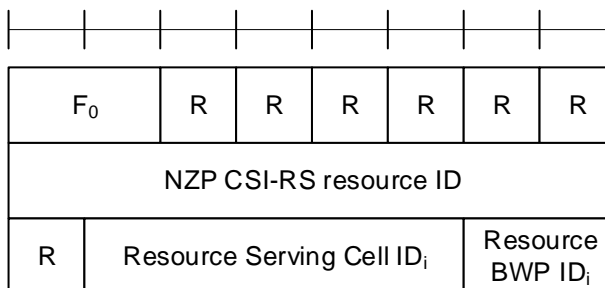 F₀ R R R R R R
NZP CSI-RS resource ID
R Resource Serving Cell IDᵢ Resource BWP IDᵢ